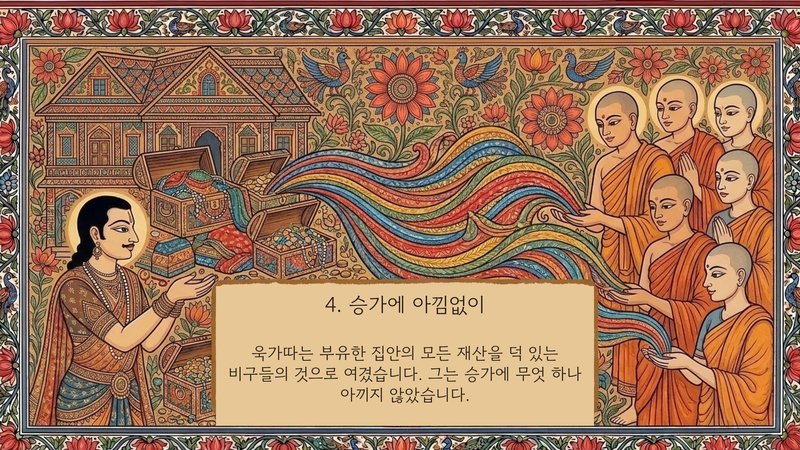 4. 승가에 아낌없이
욱가따는 부유한 집안의 모든 재산을 덕 있는
비구들의 것으로 여겼습니다. 그는 승가에 무엇 하나
아끼지 않았습니다.